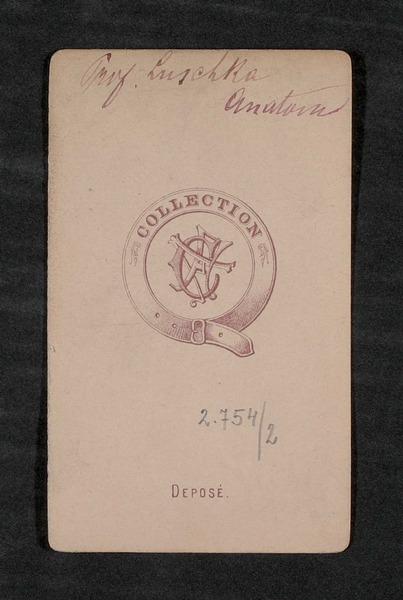 Prof. Luschka
Anatom
COLLECTION
2.754/2
DEPOSÉ.